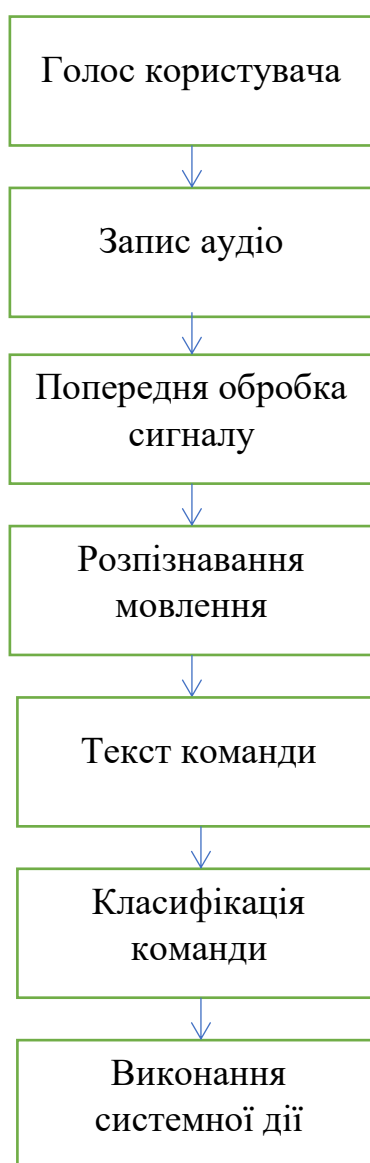 Голос користувача
Запис аудіо
Попередня обробка
сигналу
Розпізнавання
мовлення
Текст команди
Класифікація
команди
Виконання
системної дії